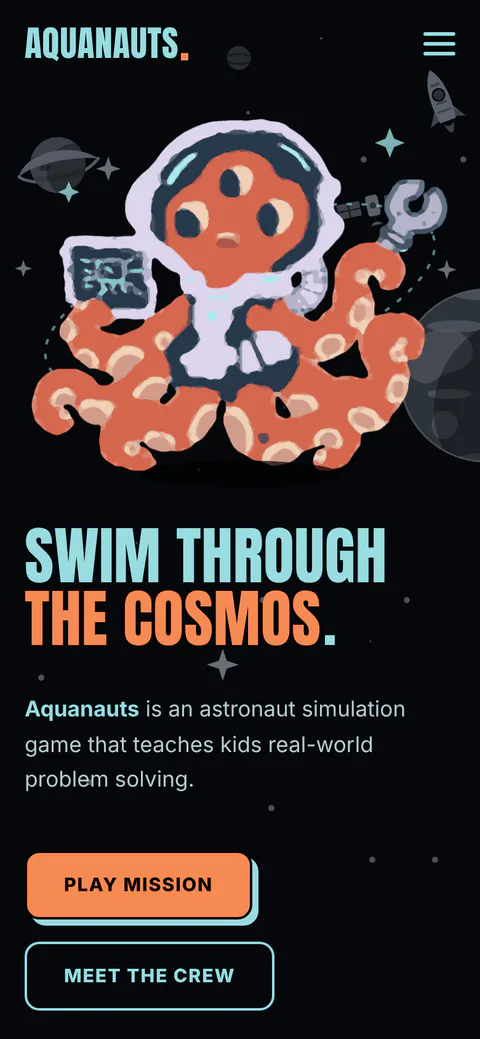 AQUANAUTS.
SWIM THROUGH
THE COSMOS.
Aquanauts is an astronaut simulation
game that teaches kids real-world
problem solving.
PLAY MISSION
MEET THE CREW